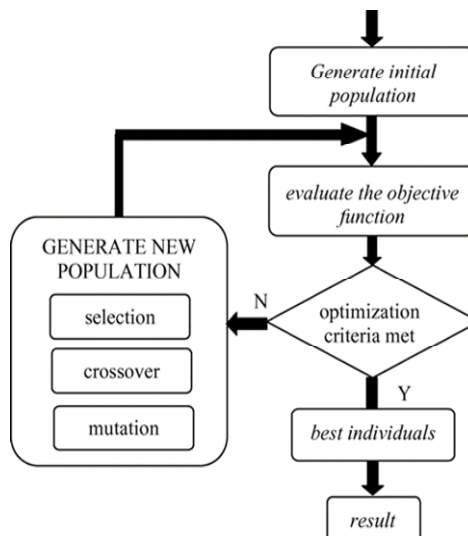 Generate initial
population
evaluate the objective
function
optimization
criteria met
N
Y
GENERATE NEW
POPULATION
selection
crossover
mutation
best individuals
result